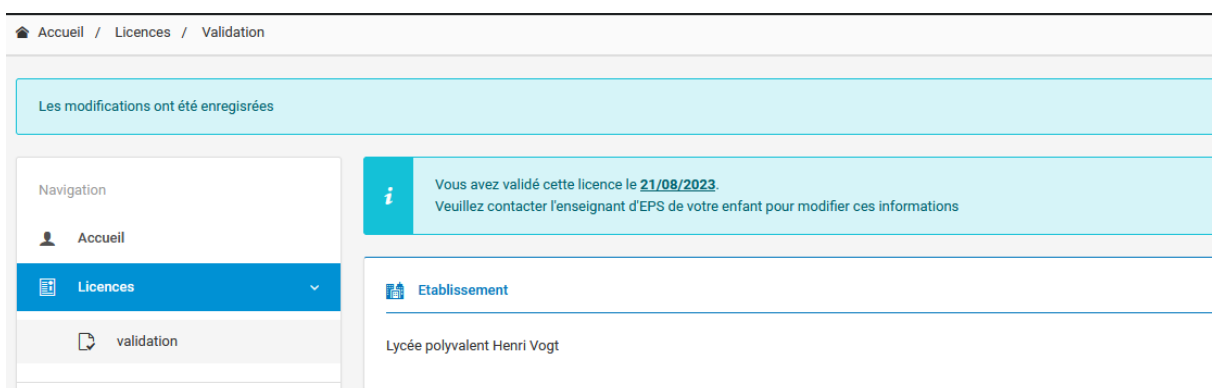 Accueil / Licences / Validation
Les modifications ont été enregisrées
Navigation
Accueil
Licences
validation
Vous avez validé cette licence le 21/08/2023.
Veuillez contacter l'enseignant d'EPS de votre enfant pour modifier ces informations
Etablissement
Lycée polyvalent Henri Vogt